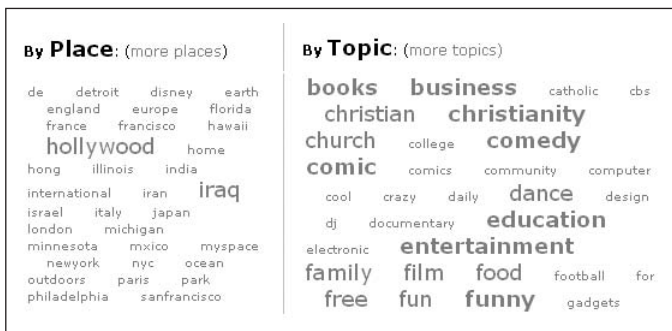 By Place: (more places)
de detroit disney earth
england europe florida
france francisco hawaii
hollywood home
hong illinois india
international iran iraq
israel italy japan
london michigan
minnesota mxico myspace
newyork nyc ocean
outdoors paris park
philadelphia sanfrancisco
By Topic: (more topics)
books business catholic cbs
christian christianity
church college comedy
comic comics community computer
cool crazy daily dance design
dj documentary education
electronic entertainment
family film food football for
free fun funny gadgets